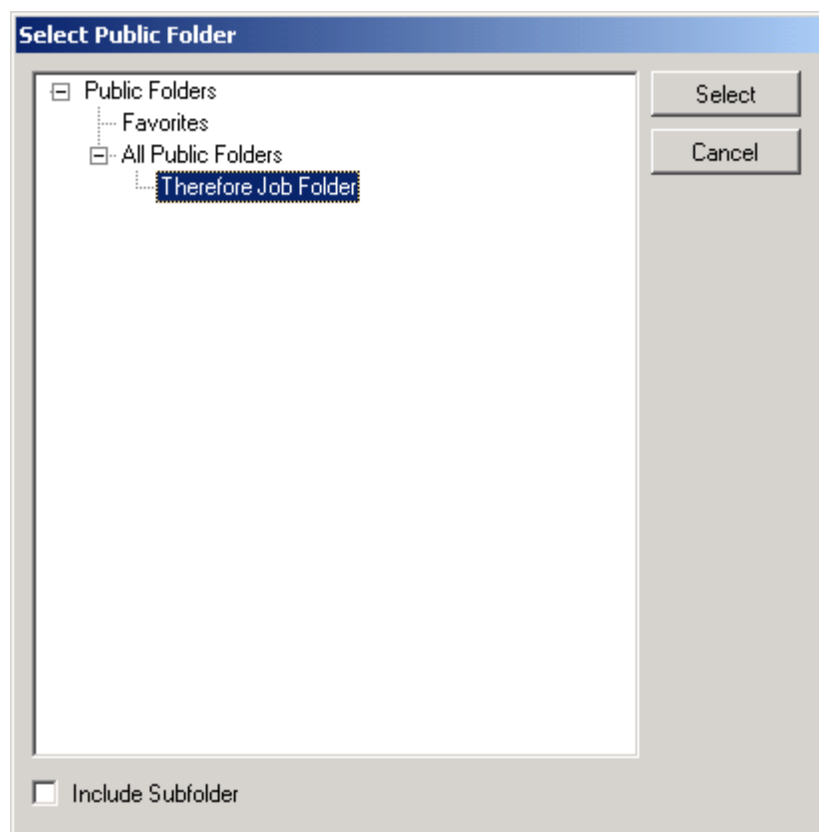 Select Public Folder
Public Folders
Favorites
All Public Folders
Therefore Job Folder
Select
Cancel
Include Subfolder